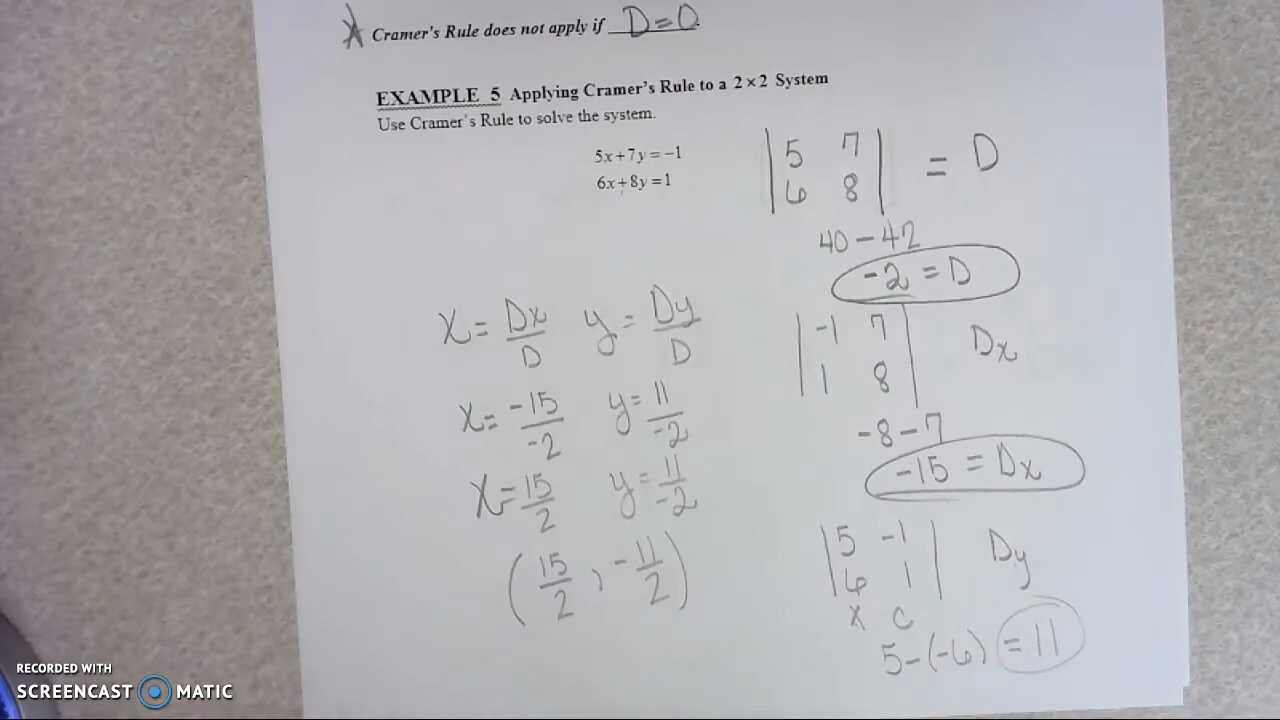 * Cramer's Rule does not apply if D=0.
EXAMPLE 5 Applying Cramer's Rule to a 2×2 System
Use Cramer's Rule to solve the system.
5x+7y=−1
6x+8y=1
|5 7|
|6 8| = D
40-42
-2 = D
|-1 7|
|1 8| Dx
-8-7
-15 = Dx
|5 -1|
|6 1| Dy
x c
5-(-6) = 11
x = Dx/D y = Dy/D
x = -15/-2 y = 11/-2
x = 15/2 y = 11/-2
(15/2, -11/2)
RECORDED WITH
SCREENCAST MATIC